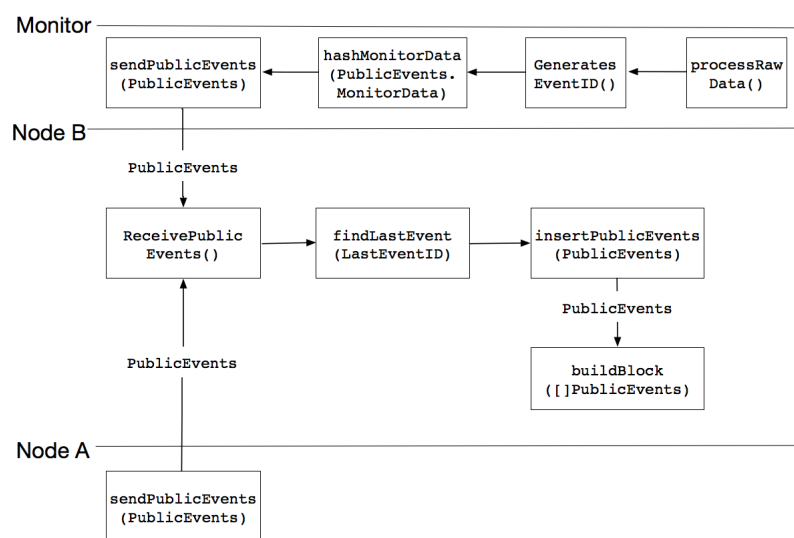 Monitor
sendPublicEvents
(PublicEvents)
hashMonitorData
(PublicEvents.
MonitorData)
Generates
EventID()
processRaw
Data()
Node B
PublicEvents
ReceivePublic
Events()
findLastEvent
(LastEventID)
insertPublicEvents
(PublicEvents)
PublicEvents
PublicEvents
buildBlock
([]PublicEvents)
Node A
sendPublicEvents
(PublicEvents)